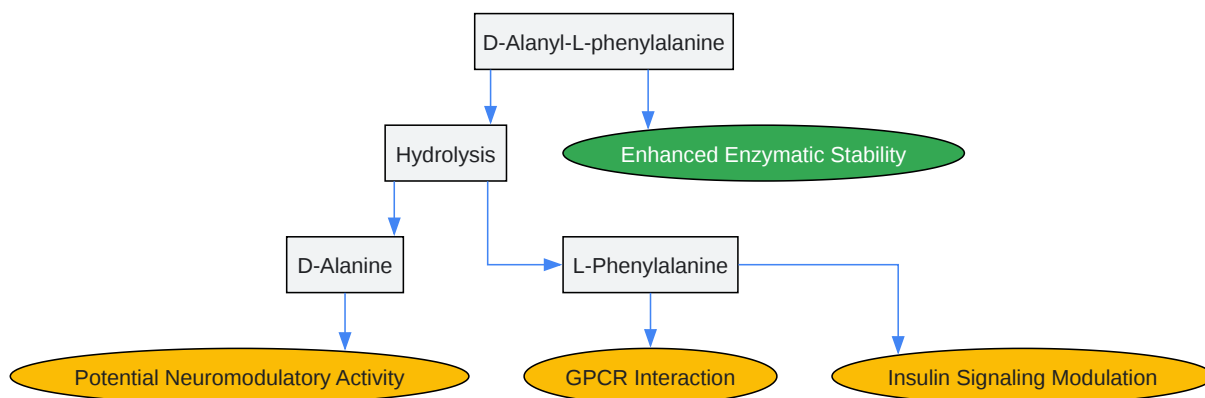 D-Alanyl-L-phenylalanine
Hydrolysis
Enhanced Enzymatic Stability
D-Alanine
L-Phenylalanine
Potential Neuromodulatory Activity
GPCR Interaction
Insulin Signaling Modulation